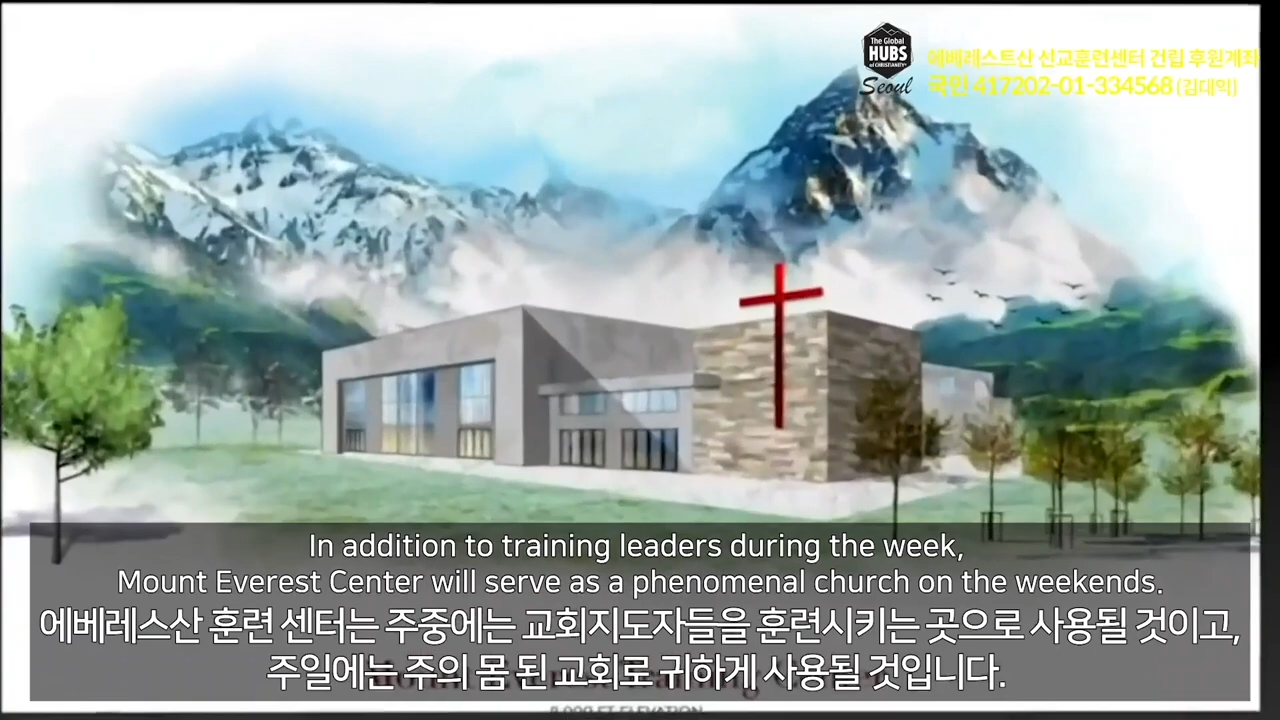 The Global
HUBS
of CHRISTIANITY
Seoul
에베레스트산 선교훈련센터 건립 후원계좌
국민 417202-01-334568 (김대익)
In addition to training leaders during the week,
Mount Everest Center will serve as a phenomenal church on the weekends.
에베레스산 훈련 센터는 주중에는 교회지도자들을 훈련시키는 곳으로 사용될 것이고,
주일에는 주의 몸 된 교회로 귀하게 사용될 것입니다.